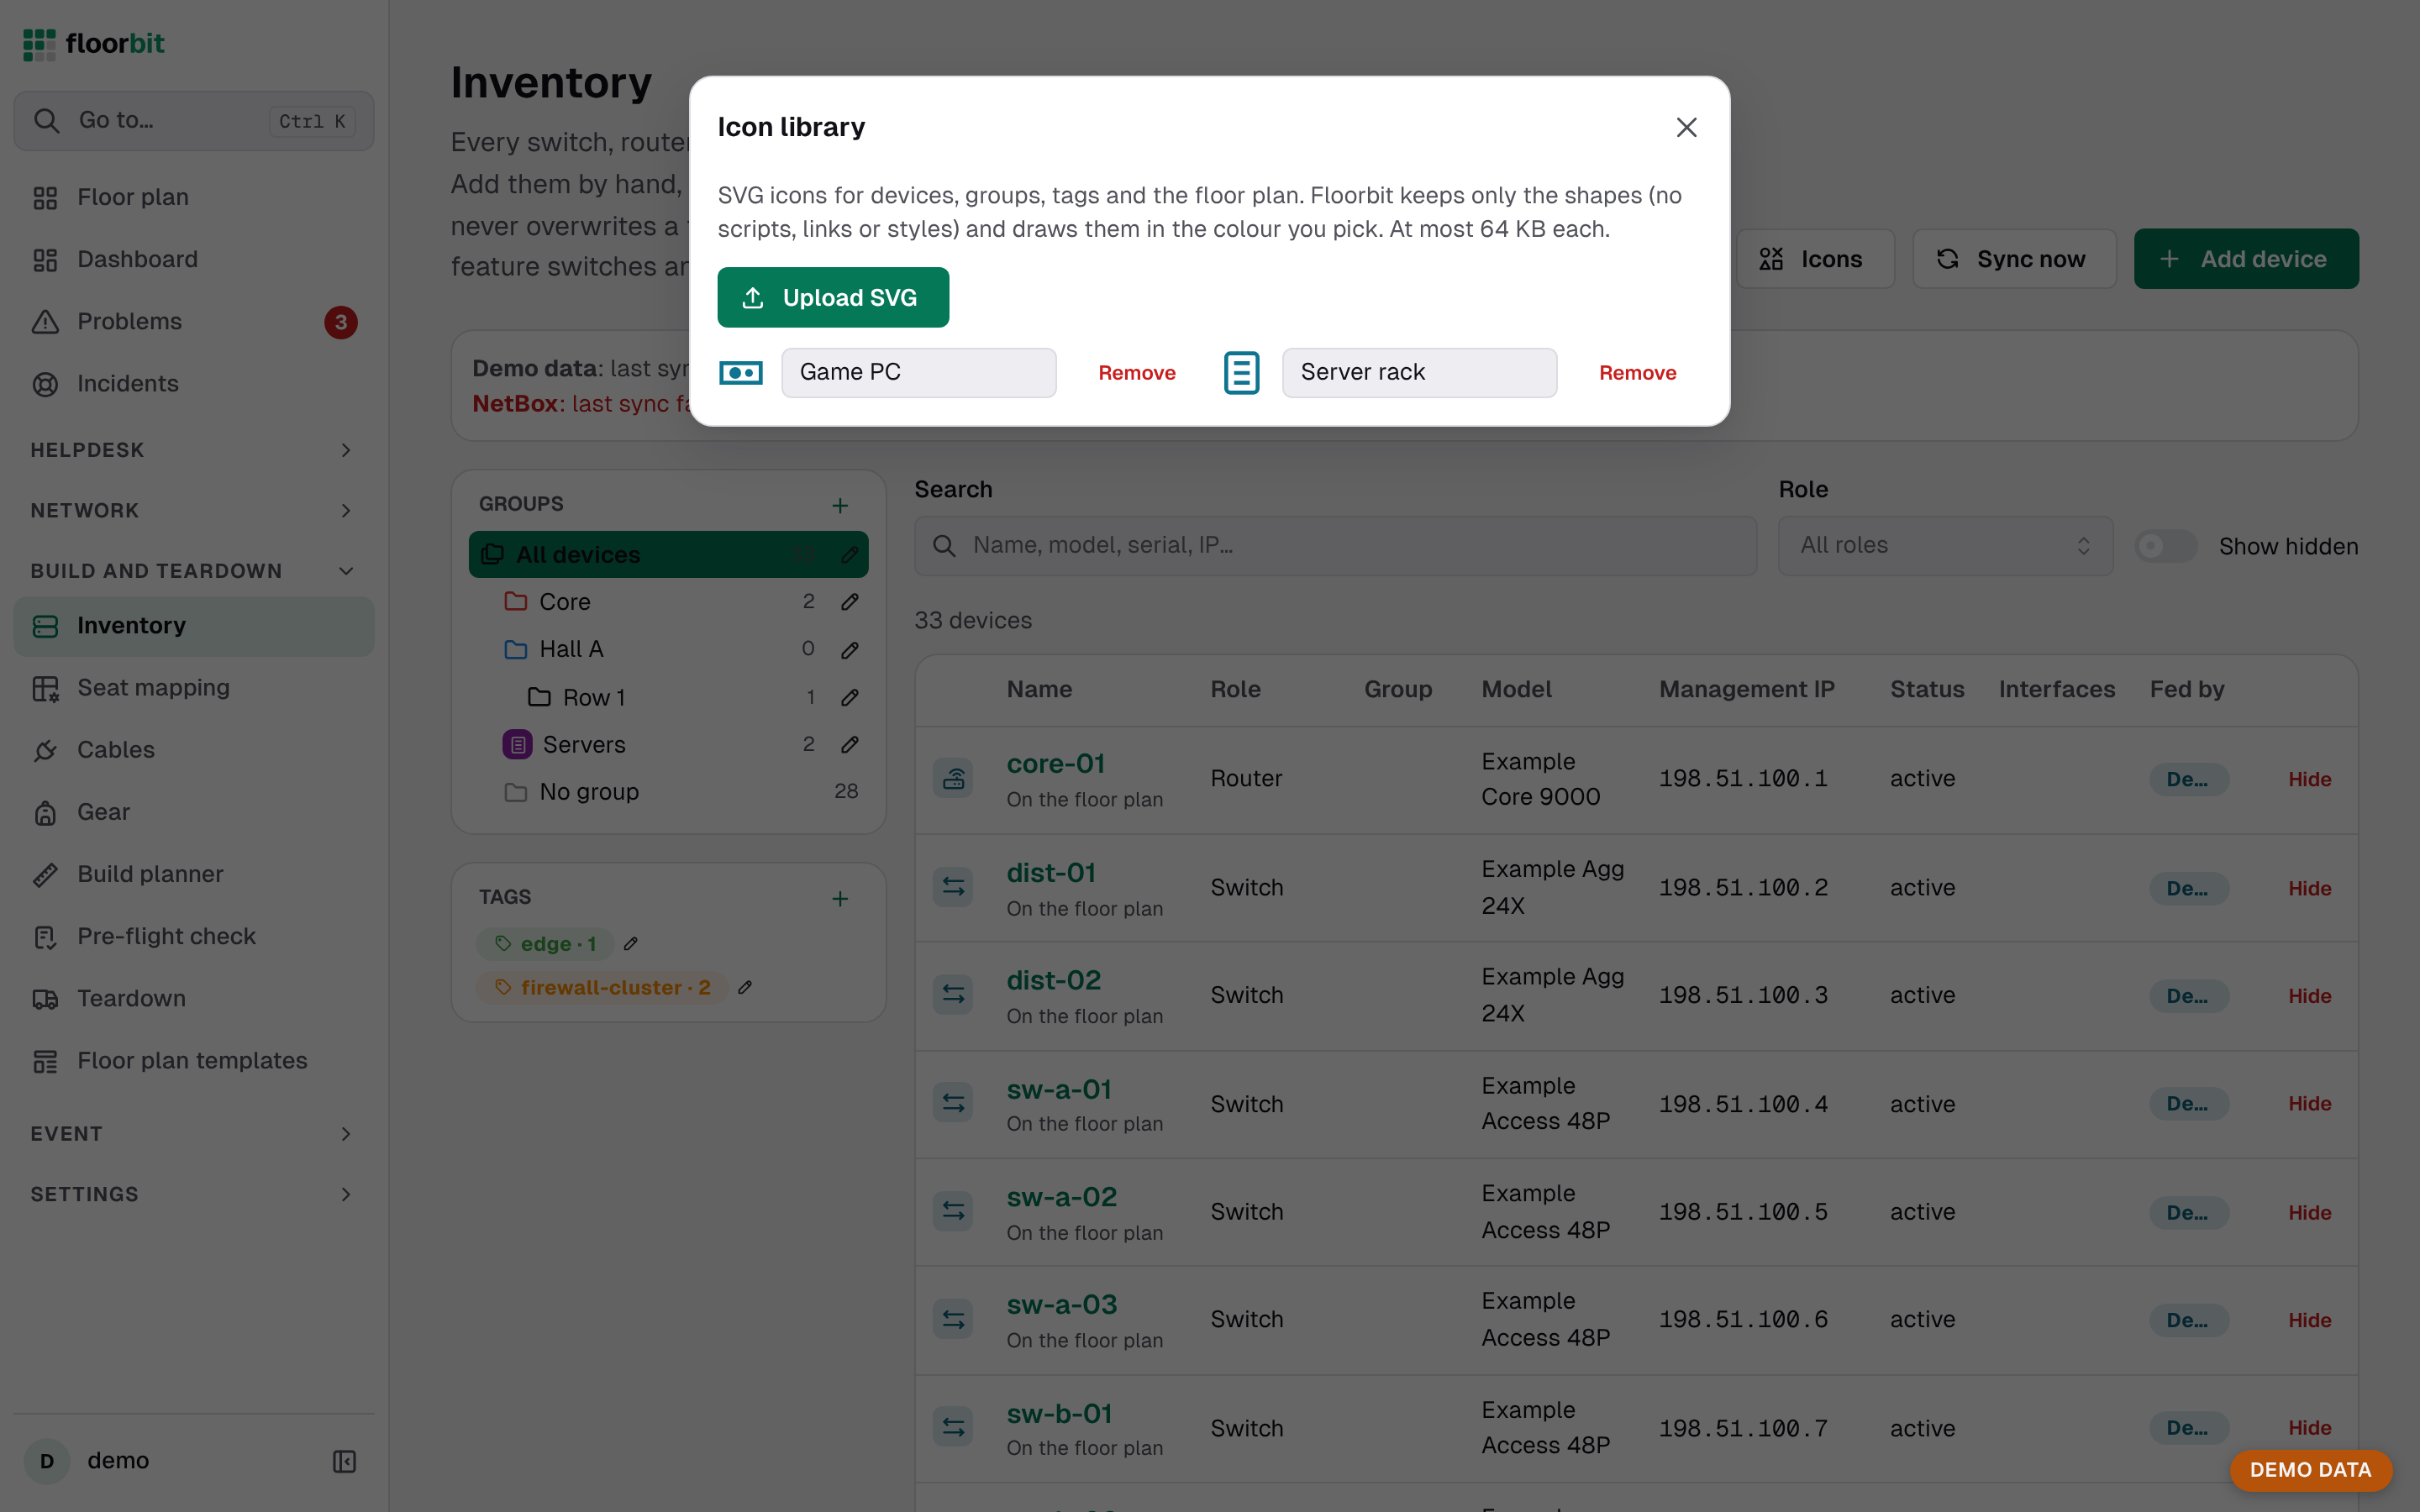 floorbit
Go to...
Ctrl K
Floor plan
Dashboard
Problems
3
Incidents
HELPDESK
NETWORK
BUILD AND TEARDOWN
Inventory
Seat mapping
Cables
Gear
Build planner
Pre-flight check
Teardown
Floor plan templates
EVENT
SETTINGS
D
demo
Inventory
Every switch,
Add them by hand,
never overwrites a
feature switches
Icons
Sync now
Add device
Demo data: last
NetBox: last sync
Icon library
SVG icons for devices, groups, tags and the floor plan. Floorbit keeps only the shapes (no
scripts, links or styles) and draws them in the colour you pick. At most 64 KB each.
Upload SVG
Game PC
Remove
Server rack
Remove
GROUPS
All devices
Core 2
Hall A 0
Row 1 1
Servers 2
No group 28
TAGS
edge · 1
firewall-cluster · 2
Search
Name, model, serial, IP...
Role
All roles
Show hidden
33 devices
Name Role Group Model Management IP Status Interfaces Fed by
core-01
On the floor plan
Router
Example
Core 9000
198.51.100.1
active
De...
Hide
dist-01
On the floor plan
Switch
Example Agg
24X
198.51.100.2
active
De...
Hide
dist-02
On the floor plan
Switch
Example Agg
24X
198.51.100.3
active
De...
Hide
sw-a-01
On the floor plan
Switch
Example
Access 48P
198.51.100.4
active
De...
Hide
sw-a-02
On the floor plan
Switch
Example
Access 48P
198.51.100.5
active
De...
Hide
sw-a-03
On the floor plan
Switch
Example
Access 48P
198.51.100.6
active
De...
Hide
sw-b-01
On the floor plan
Switch
Example
Access 48P
198.51.100.7
active
De...
Hide
DEMO DATA